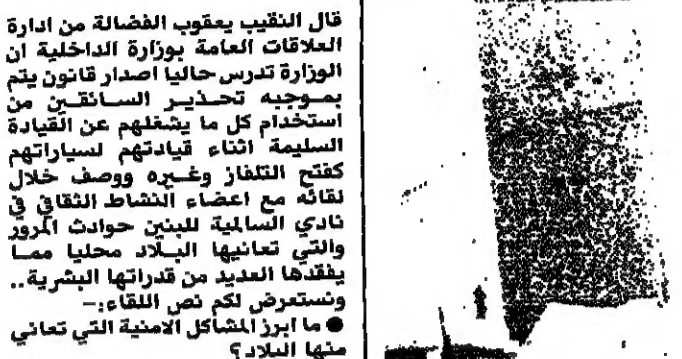 قال النقيب يعقوب الفضالة من ادارة
العلاقات العامة بوزارة الداخلية ان
الوزارة تدرس حاليا اصدار قانون يتم
بموجبه تحذير السائقين من
استخدام كل ما يشغلهم عن القيادة
السليمة اثناء قيادتهم لسياراتهم
كفتح التلفاز وغيره ووصف خلال
لقائه مع اعضاء النشاط الثقافي في
نادي السالمية للبنين حوادث المرور
والتي تعانيها البلاد محليا مما
يفقدها العديد من قدراتها البشرية..
ونستعرض لكم نص اللقاء:–
● ما ابرز المشاكل الامنية التي تعاني
منها البلاد؟